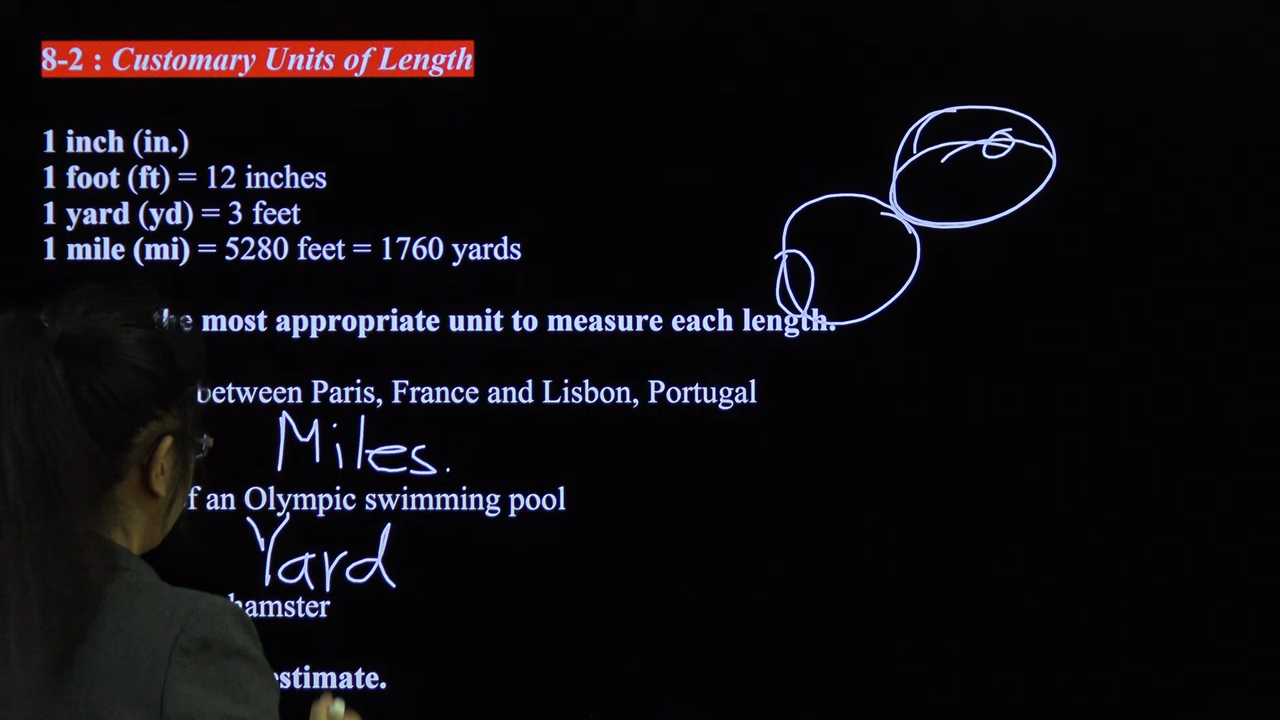 8-2 : Customary Units of Length
1 inch (in.)
1 foot (ft) = 12 inches
1 yard (yd) = 3 feet
1 mile (mi) = 5280 feet = 1760 yards
the most appropriate unit to measure each length.
between Paris, France and Lisbon, Portugal
Miles.
an Olympic swimming pool
Yard
hamster